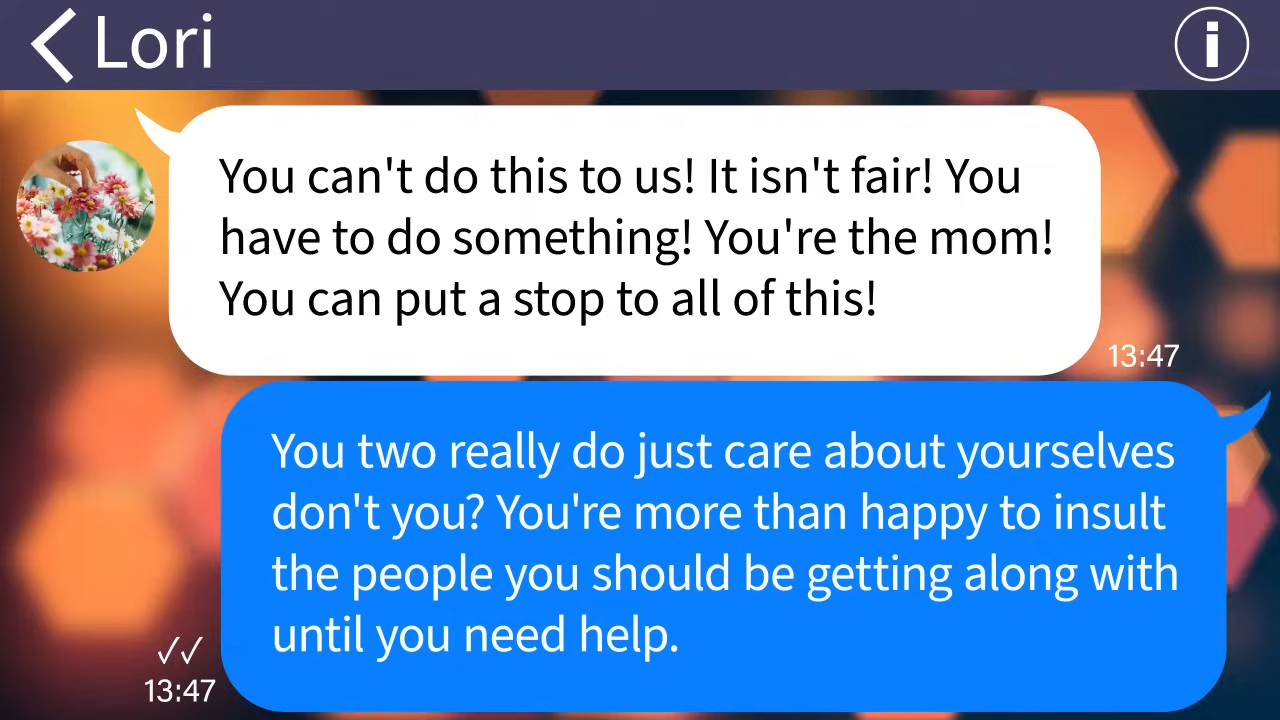 Lori
You can't do this to us! It isn't fair! You
have to do something! You're the mom!
You can put a stop to all of this!
13:47
You two really do just care about yourselves
don't you? You're more than happy to insult
the people you should be getting along with
until you need help.
13:47